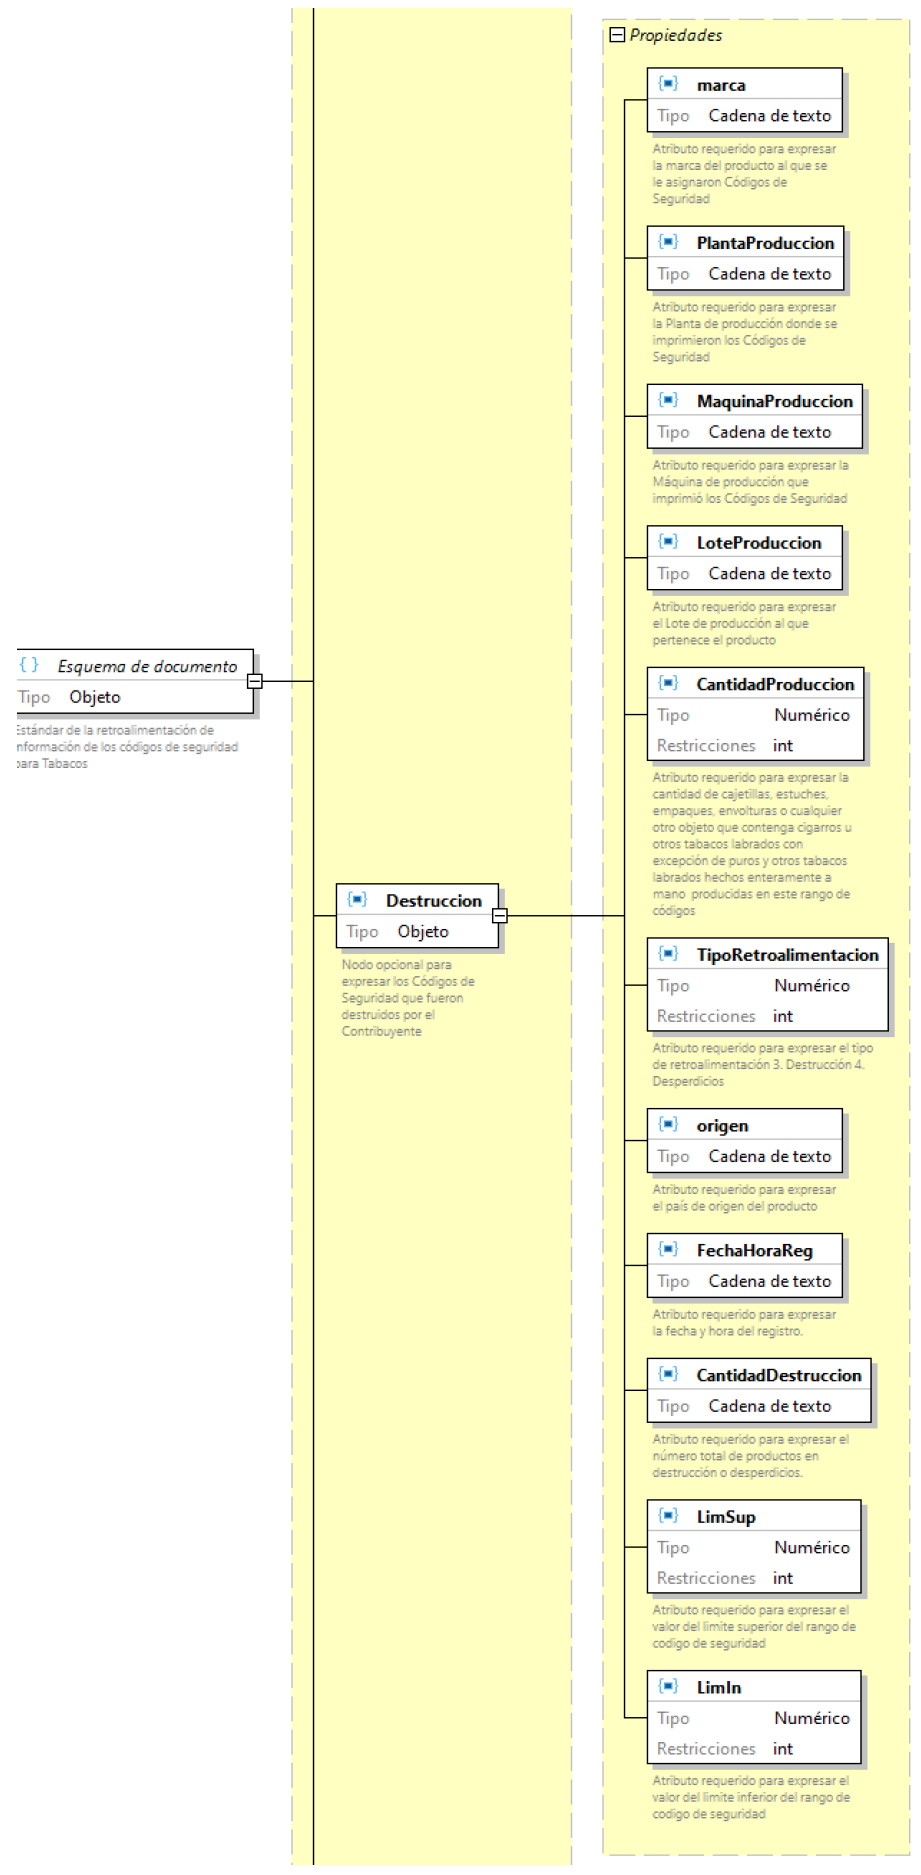 Esquema de documento
Tipo Objeto
Estándar de la retroalimentación de
nformación de los códigos de seguridad
para Tabacos
Destruccion
Tipo Objeto
Nodo opcional para
expresar los Códigos de
Seguridad que fueron
destruidos por el
Contribuyente
Propiedades
marca
Tipo Cadena de texto
Atributo requerido para expresar
la marca del producto al que se
le asignaron Códigos de
Seguridad
PlantaProduccion
Tipo Cadena de texto
Atributo requerido para expresar
la Planta de producción donde se
imprimieron los Códigos de
Seguridad
MaquinaProduccion
Tipo Cadena de texto
Atributo requerido para expresar la
Máquina de producción que
imprimió los Códigos de Seguridad
LoteProduccion
Tipo Cadena de texto
Atributo requerido para expresar
el Lote de producción al que
pertenece el producto
CantidadProduccion
Tipo Numérico
Restricciones int
Atributo requerido para expresar la
cantidad de cajetillas, estuches,
empaques, envolturas o cualquier
otro objeto que contenga cigarros u
otros tabacos labrados con
excepción de puros y otros tabacos
labrados hechos enteramente a
mano producidas en este rango de
códigos
TipoRetroalimentacion
Tipo Numérico
Restricciones int
Atributo requerido para expresar el tipo
de retroalimentación 3. Destrucción 4.
Desperdicios
origen
Tipo Cadena de texto
Atributo requerido para expresar
el país de origen del producto
FechaHoraReg
Tipo Cadena de texto
Atributo requerido para expresar
la fecha y hora del registro.
CantidadDestruccion
Tipo Cadena de texto
Atributo requerido para expresar el
número total de productos en
destrucción o desperdicios.
LimSup
Tipo Numérico
Restricciones int
Atributo requerido para expresar el
valor del limite superior del rango de
codigo de seguridad
LimIn
Tipo Numérico
Restricciones int
Atributo requerido para expresar el
valor del limite inferior del rango de
codigo de seguridad